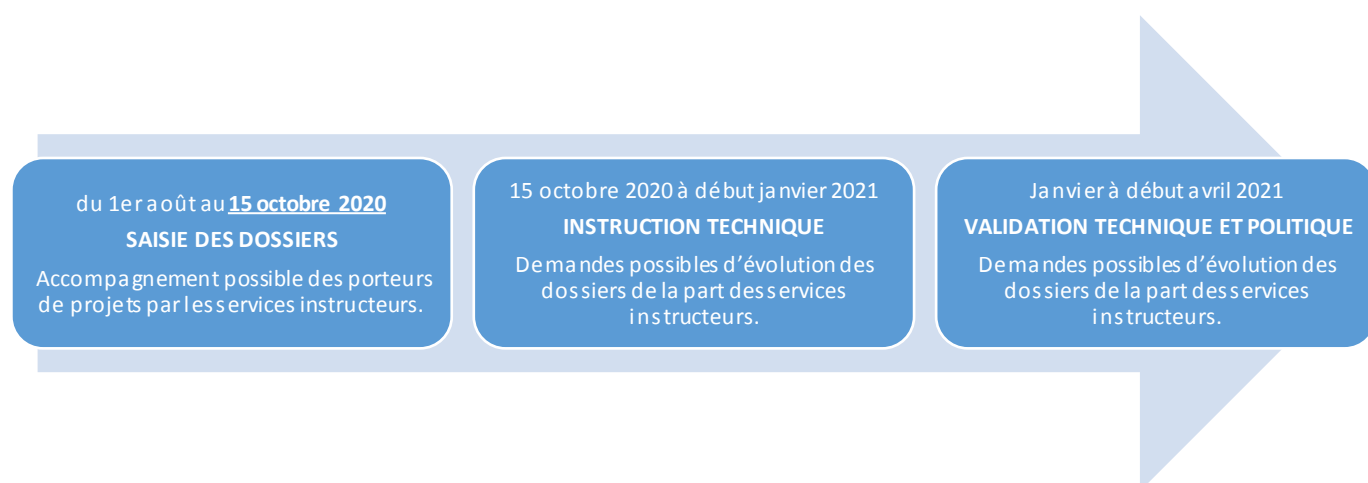 du 1er août au 15 octobre 2020
SAISIE DES DOSSIERS
Accompagnement possible des porteurs
de projets par les services instructeurs.
15 octobre 2020 à début janvier 2021
INSTRUCTION TECHNIQUE
Demandes possibles d’évolution des
dossiers de la part des services
instructeurs.
Janvier à début avril 2021
VALIDATION TECHNIQUE ET POLITIQUE
Demandes possibles d’évolution des
dossiers de la part des services
instructeurs.